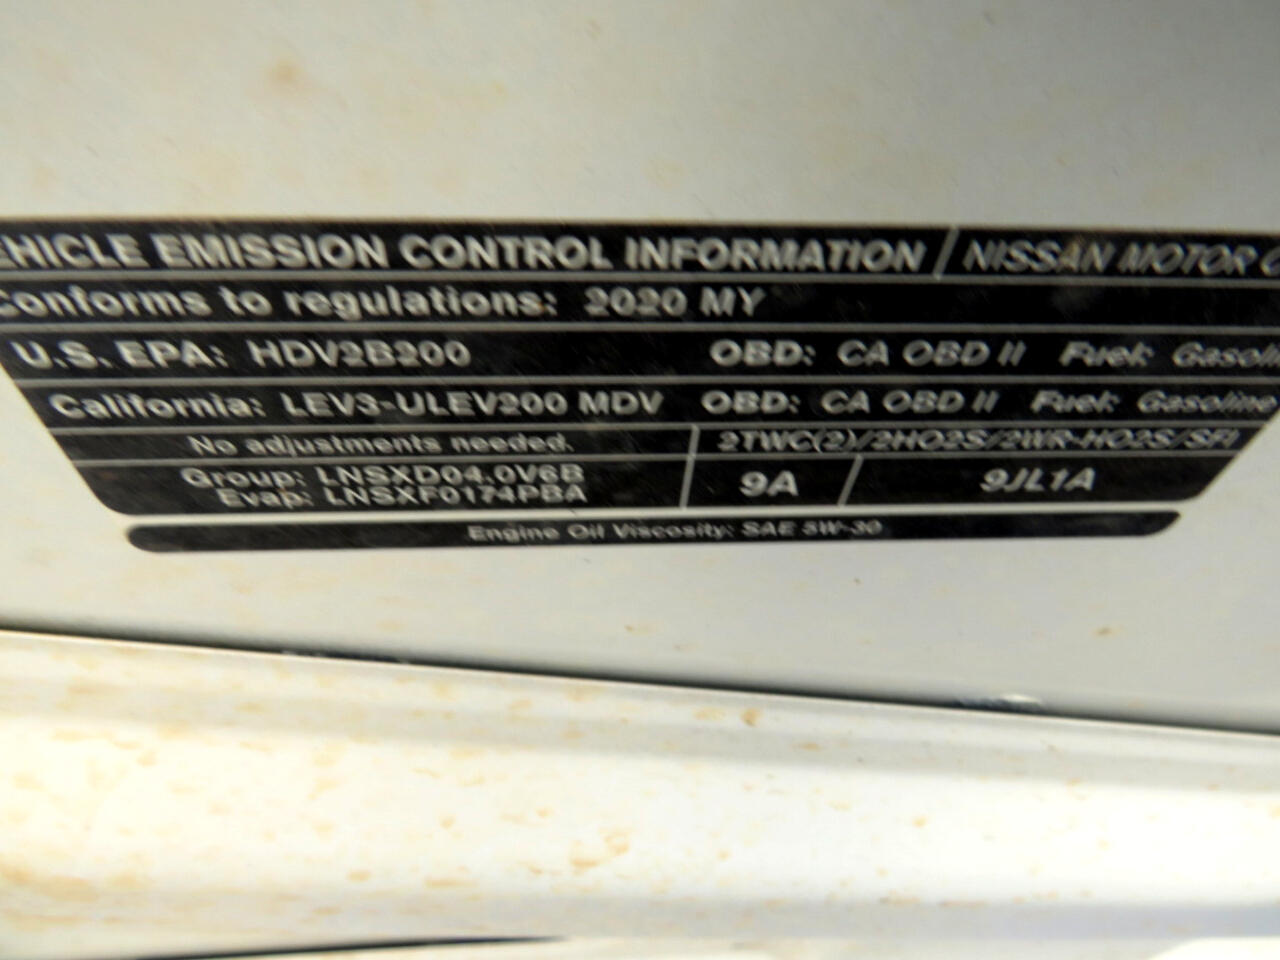 EHICLE EMISSION CONTROL INFORMATION / NISSAN MOTOR C
Conforms to regulations: 2020 MY
U.S. EPA: HDV2B200 OBD: CA OBD II Fuel: Gasolin
California: LEV3-ULEV200 MDV OBD: CA OBD II Fuel: Gasoline
No adjustments needed. 2TWC(2)/2HO2S/2WR-HO2S/SFI
Group: LNSXD04.0V6B 9A 9JL1A
Evap: LNSXF0174PBA
Engine Oil Viscosity: SAE 5W-30